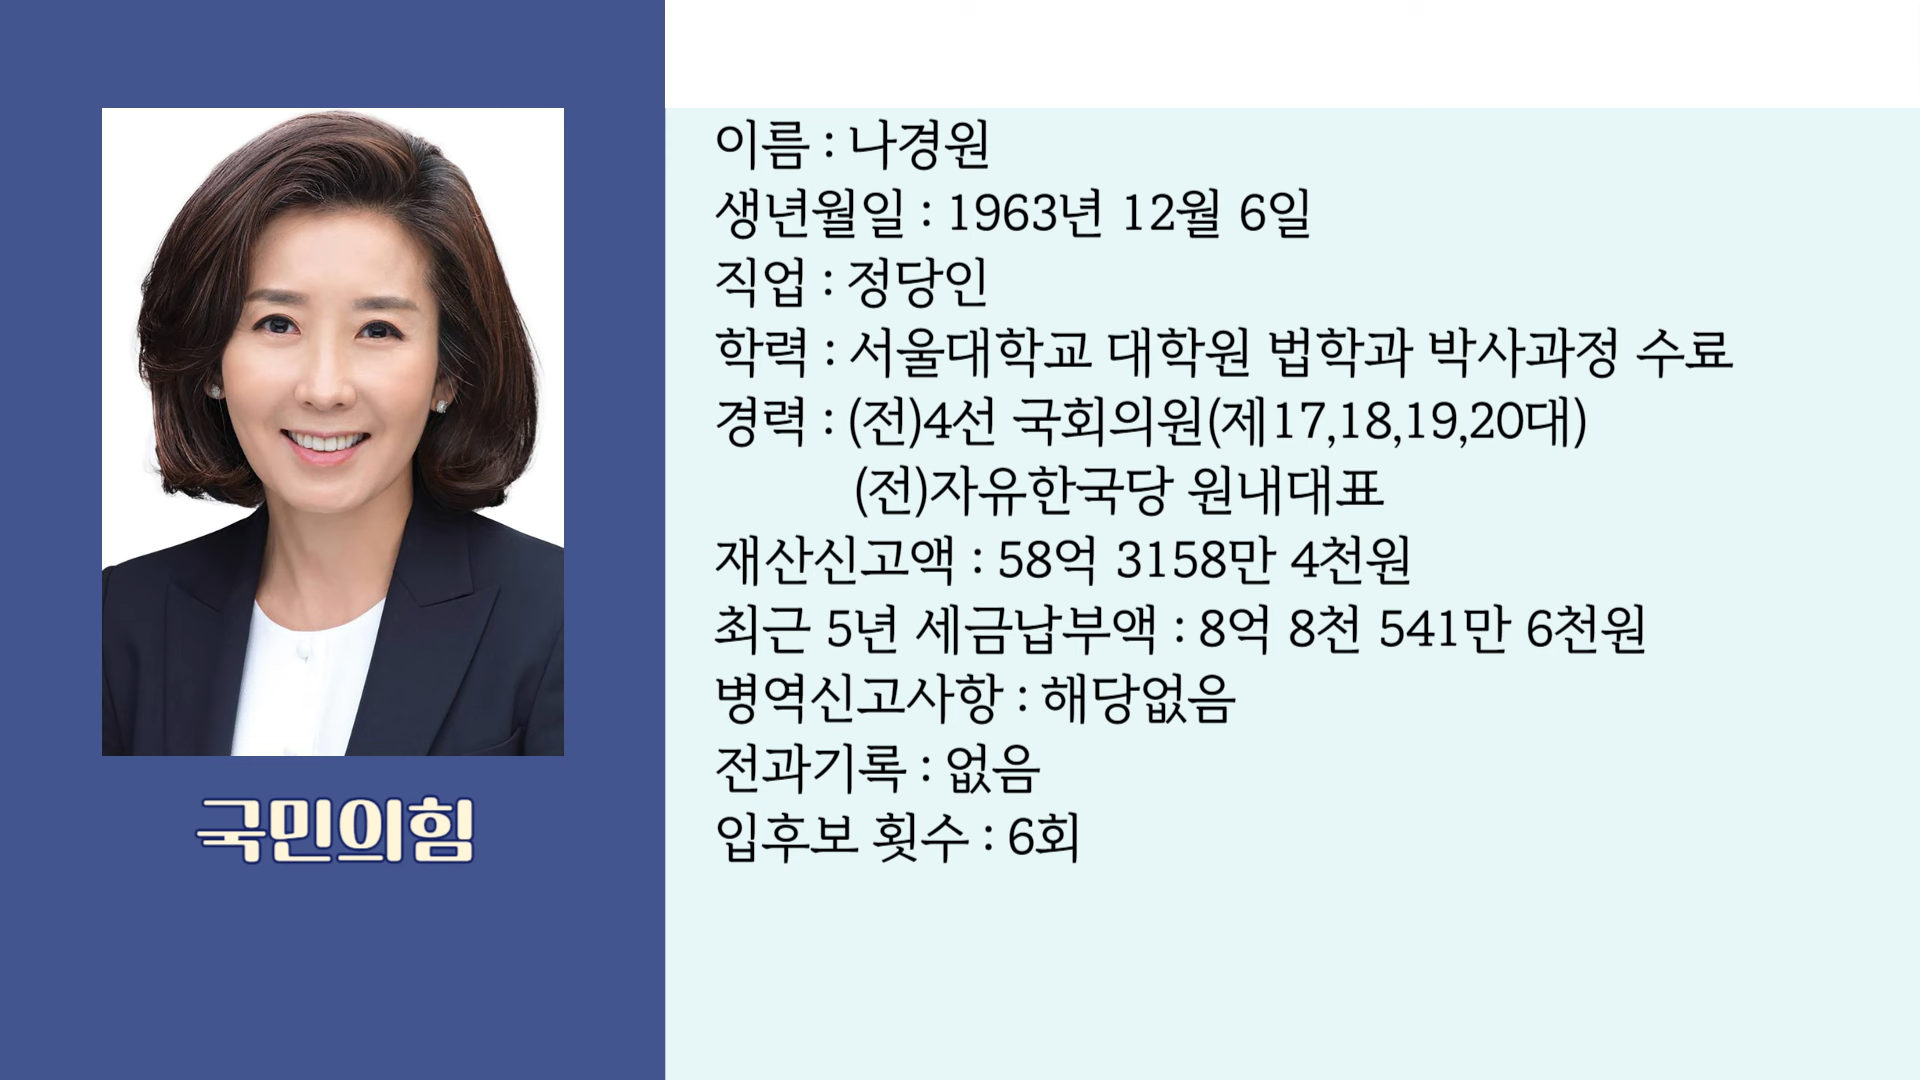 이름 : 나경원
생년월일 : 1963년 12월 6일
직업 : 정당인
학력 : 서울대학교 대학원 법학과 박사과정 수료
경력 : (전)4선 국회의원(제17,18,19,20대)
(전)자유한국당 원내대표
재산신고액 : 58억 3158만 4천원
최근 5년 세금납부액 : 8억 8천 541만 6천원
병역신고사항 : 해당없음
전과기록 : 없음
입후보 횟수 : 6회
국민의힘